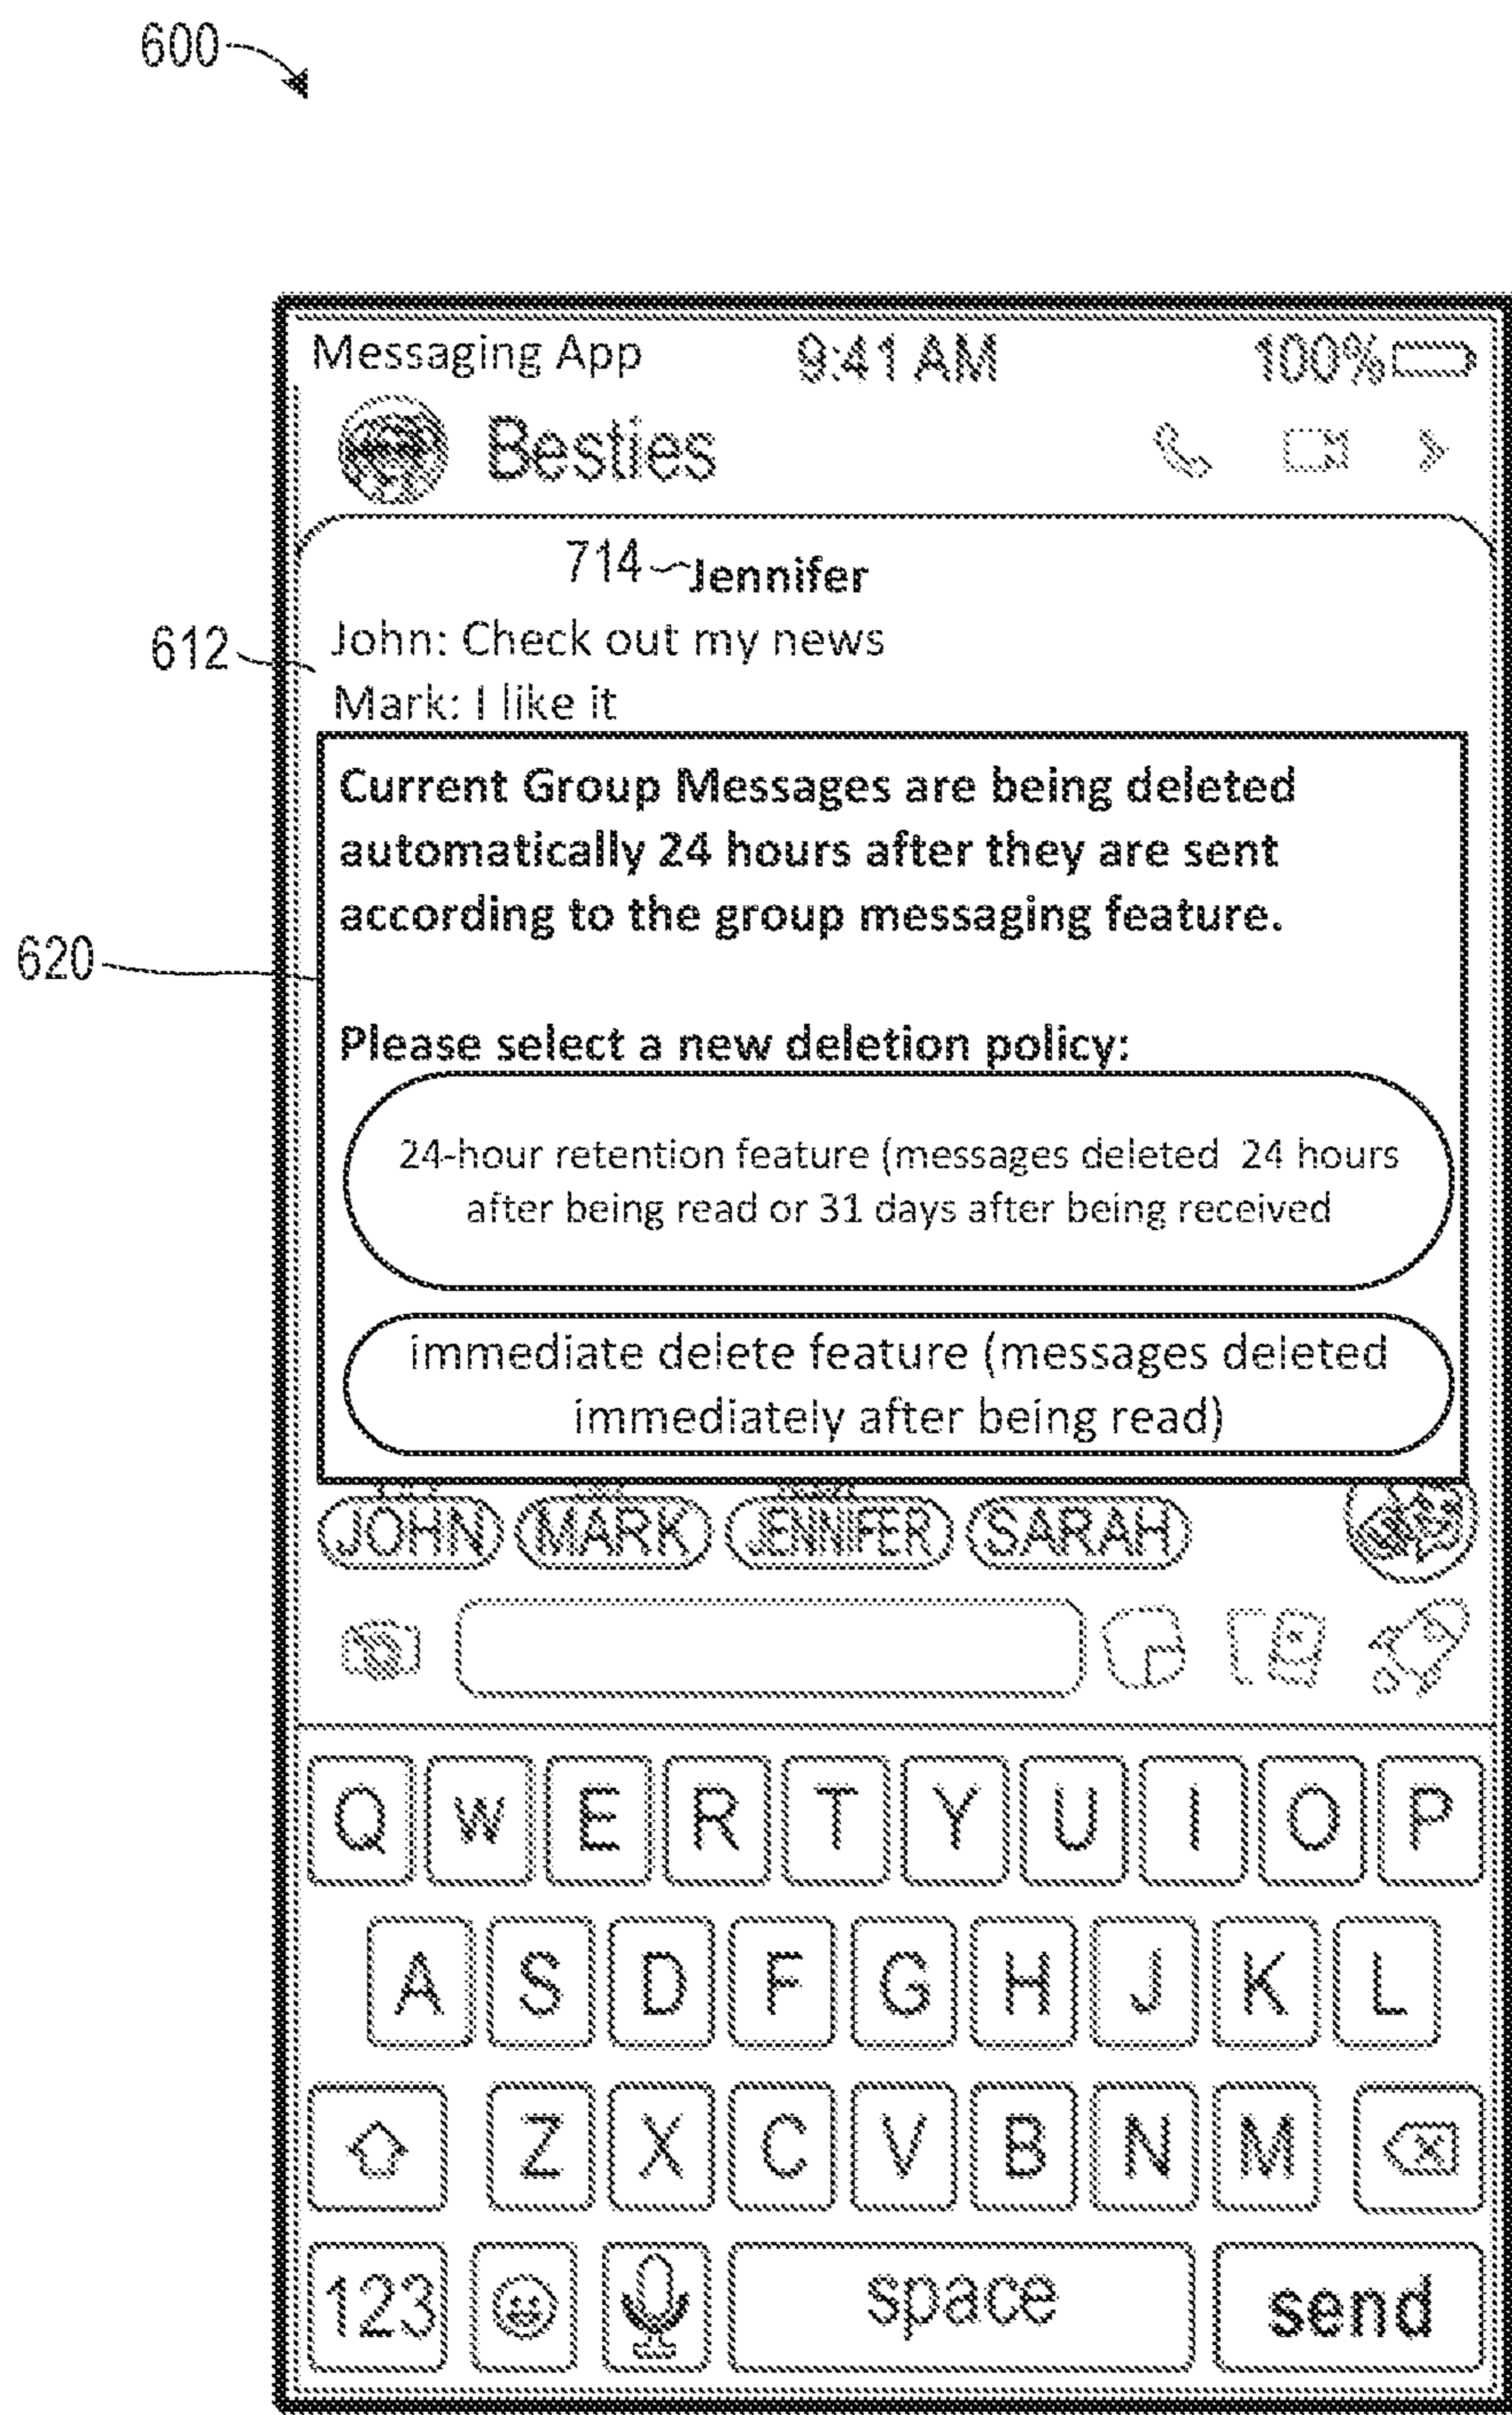 600
Messaging App 9:41 AM 100%
Besties
714 Jennifer
612
John: Check out my news
Mark: I like it
Current Group Messages are being deleted
automatically 24 hours after they are sent
according to the group messaging feature.
620
Please select a new deletion policy:
24-hour retention feature (messages deleted 24 hours
after being read or 31 days after being received
immediate delete feature (messages deleted
immediately after being read)
JOHN MARK JENNIFER SARAH
Q W E R T Y U I O P
A S D F G H J K L
Z X C V B N M
123 space send